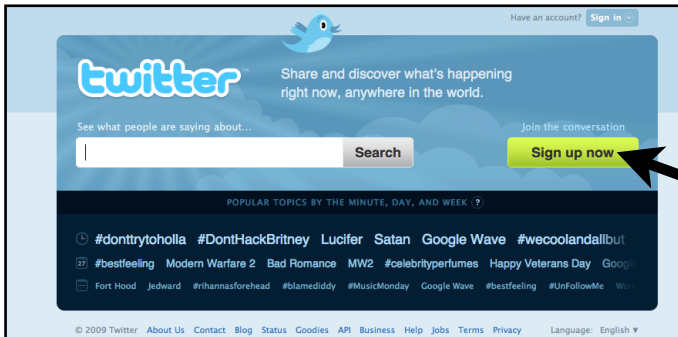 Have an account? Sign in
twitter™
Share and discover what's happening
right now, anywhere in the world.
See what people are saying about...
Join the conversation
Search
Sign up now
POPULAR TOPICS BY THE MINUTE, DAY, AND WEEK ?
#donttrytoholla #DontHackBritney Lucifer Satan Google Wave #wecoolandallbut
27 #bestfeeling Modern Warfare 2 Bad Romance MW2 #celebrityperfumes Happy Veterans Day Google
Fort Hood Jedward #rihannasforehead #blamediddy #MusicMonday Google Wave #bestfeeling #UnFollowMe
© 2009 Twitter About Us Contact Blog Status Goodies API Business Help Jobs Terms Privacy Language: English